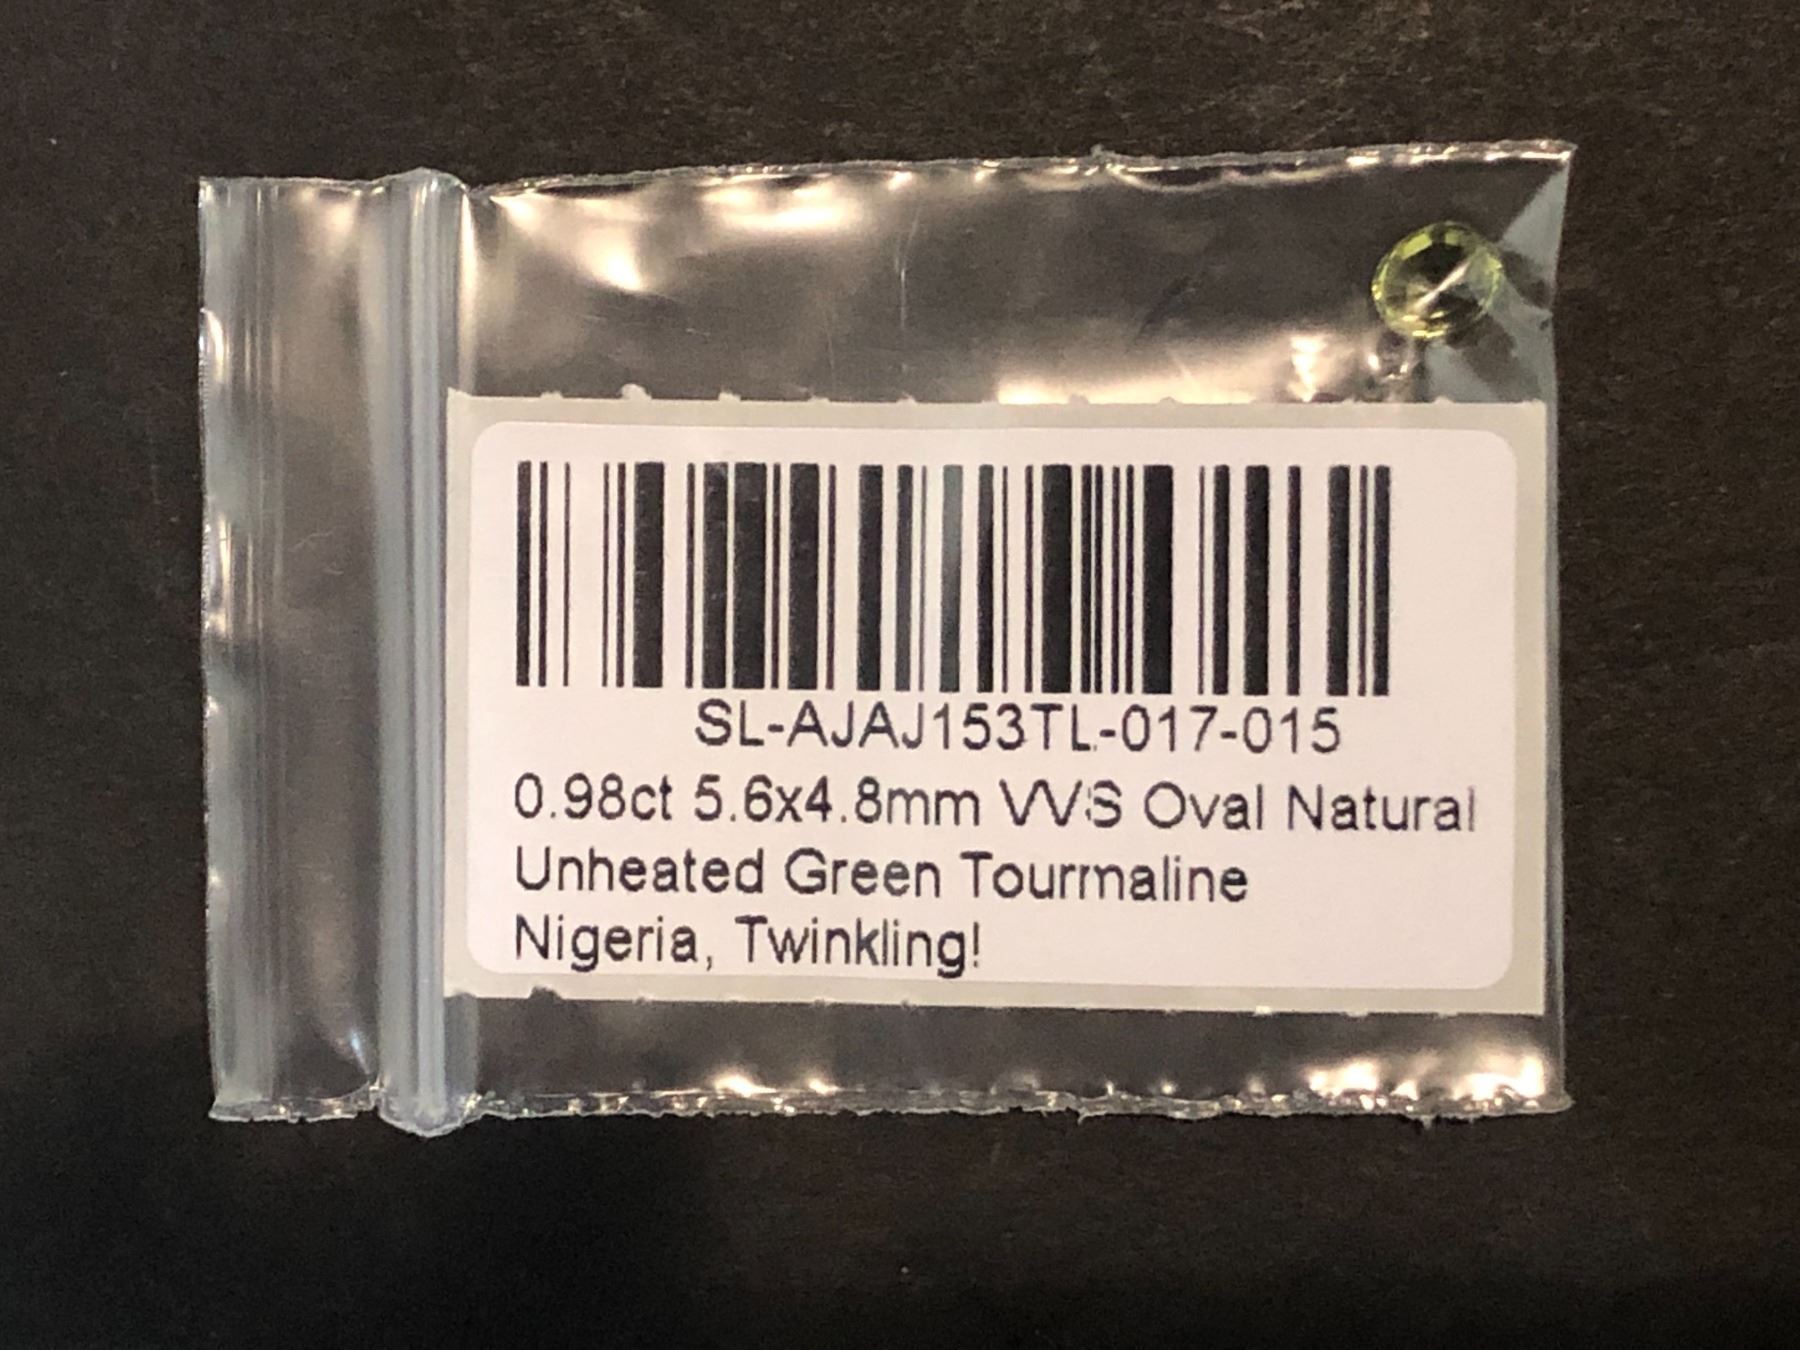 SL-AJAJ153TL-017-015
0.98ct 5.6x4.8mm VVS Oval Natural
Unheated Green Tourmaline
Nigeria, Twinkling!